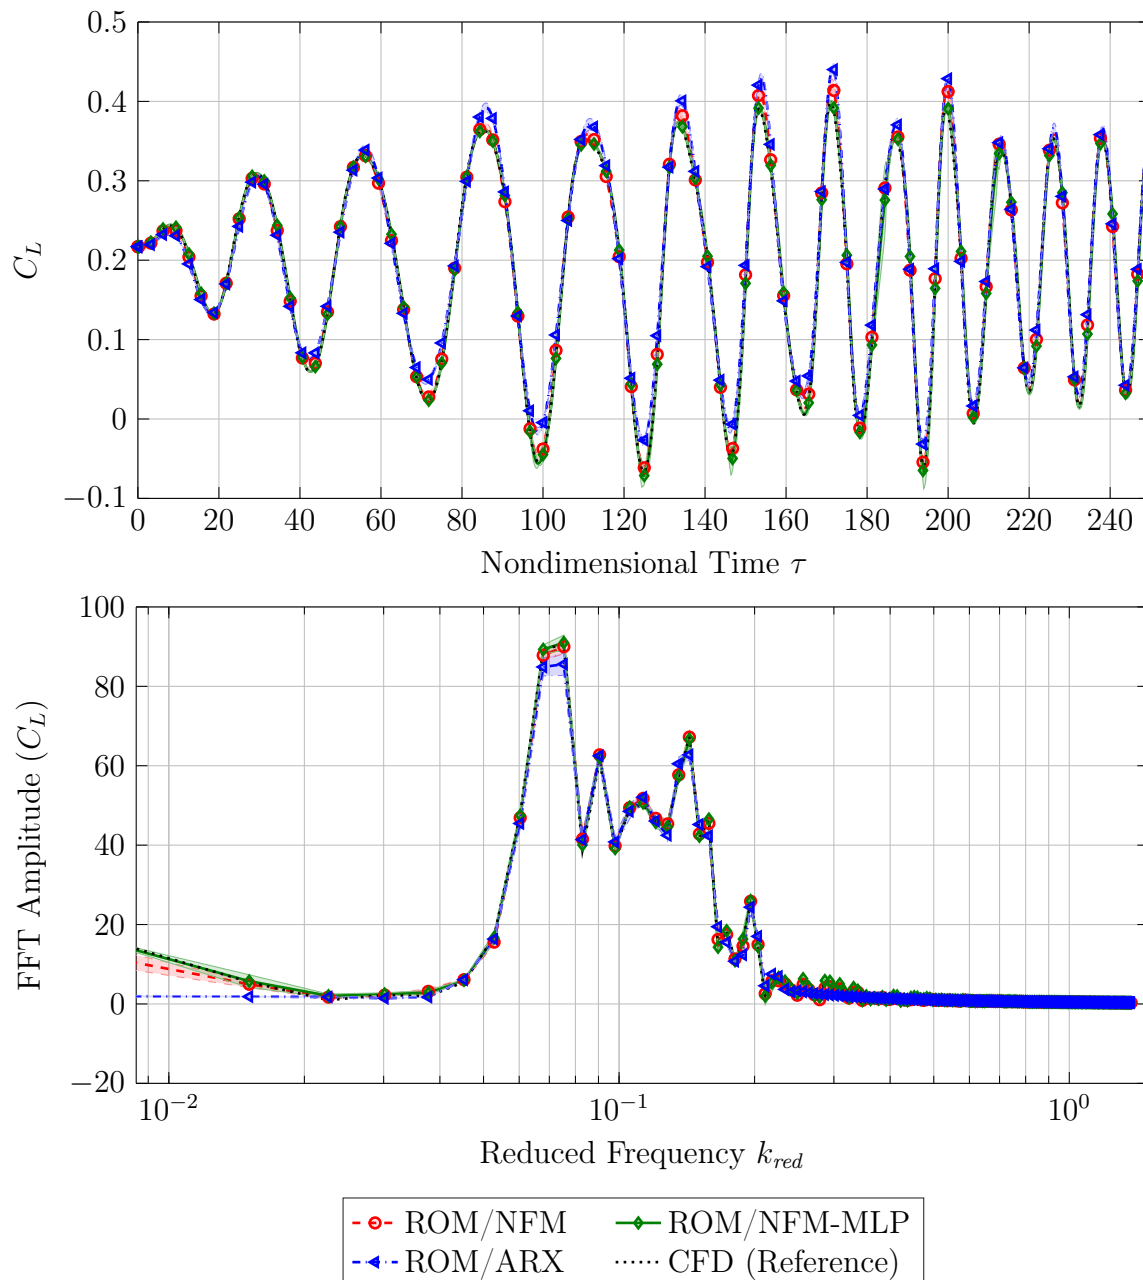 0.5
0.4
0.3
0.2
0.1
0
−0.1
C_L
0 20 40 60 80 100 120 140 160 180 200 220 240
Nondimensional Time τ
100
80
60
40
20
0
−20
FFT Amplitude (C_L)
10^−2 10^−1 10^0
Reduced Frequency k_red
ROM/NFM ROM/NFM-MLP
ROM/ARX CFD (Reference)